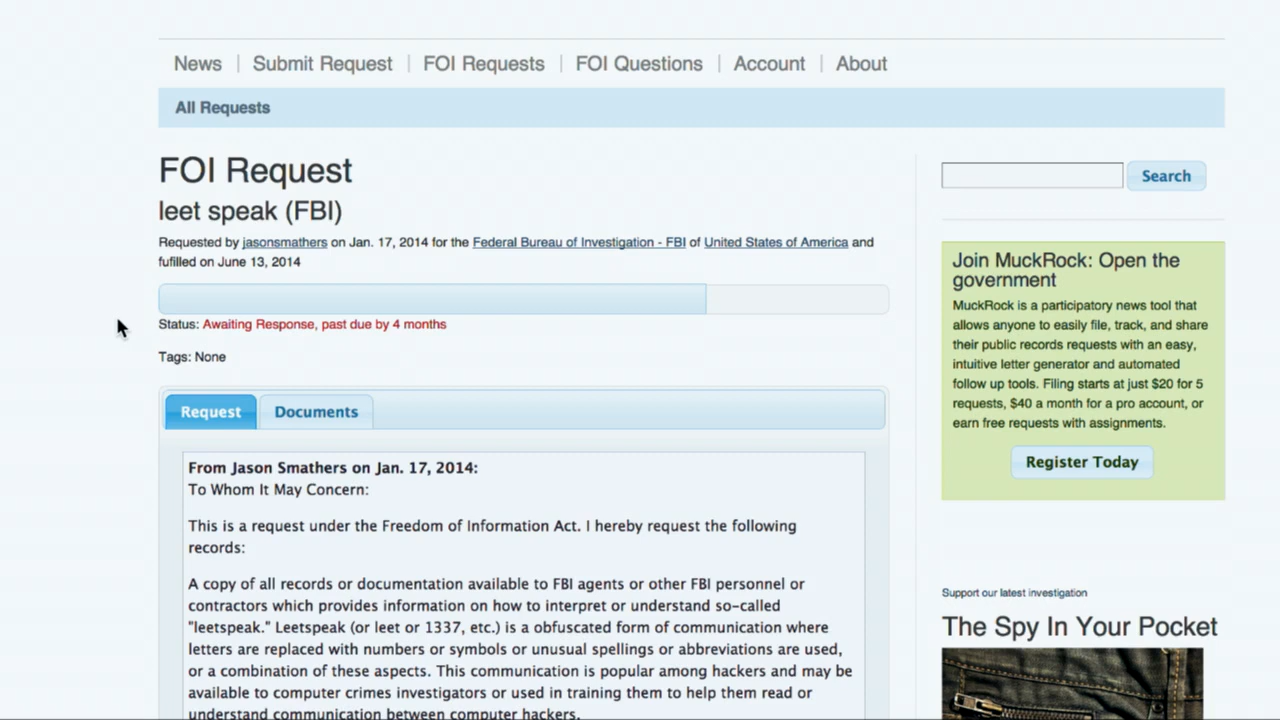 News | Submit Request | FOI Requests | FOI Questions | Account | About
All Requests
FOI Request
leet speak (FBI)
Requested by jasonsmathers on Jan. 17, 2014 for the Federal Bureau of Investigation - FBI of United States of America and
fufilled on June 13, 2014
Status: Awaiting Response, past due by 4 months
Tags: None
Request Documents
From Jason Smathers on Jan. 17, 2014:
To Whom It May Concern:
This is a request under the Freedom of Information Act. I hereby request the following
records:
A copy of all records or documentation available to FBI agents or other FBI personnel or
contractors which provides information on how to interpret or understand so-called
"leetspeak." Leetspeak (or leet or 1337, etc.) is a obfuscated form of communication where
letters are replaced with numbers or symbols or unusual spellings or abbreviations are used,
or a combination of these aspects. This communication is popular among hackers and may be
available to computer crimes investigators or used in training them to help them read or
understand communication between computer hackers.
Search
Join MuckRock: Open the
government
MuckRock is a participatory news tool that
allows anyone to easily file, track, and share
their public records requests with an easy,
intuitive letter generator and automated
follow up tools. Filing starts at just $20 for 5
requests, $40 a month for a pro account, or
earn free requests with assignments.
Register Today
Support our latest investigation
The Spy In Your Pocket